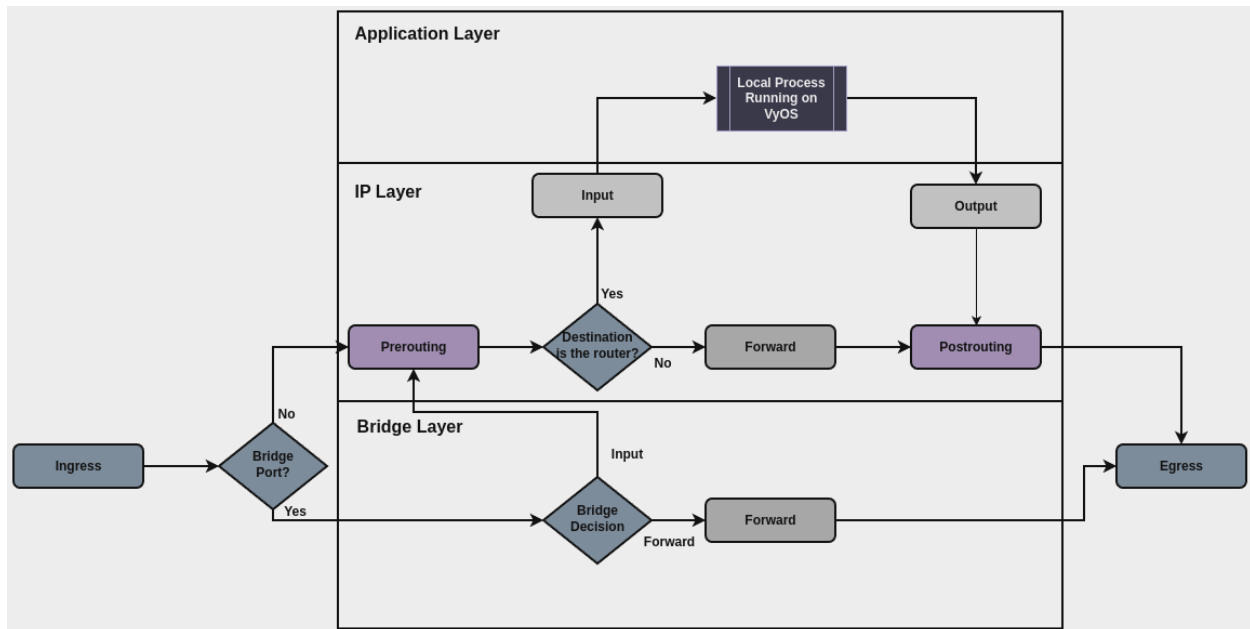 Application Layer
Local Process
Running on
VyOS
IP Layer
Input
Output
Yes
Prerouting
Destination
is the router?
No
Forward
Postrouting
No
Bridge Layer
Ingress
Bridge
Port?
Yes
Input
Bridge
Decision
Forward
Forward
Egress